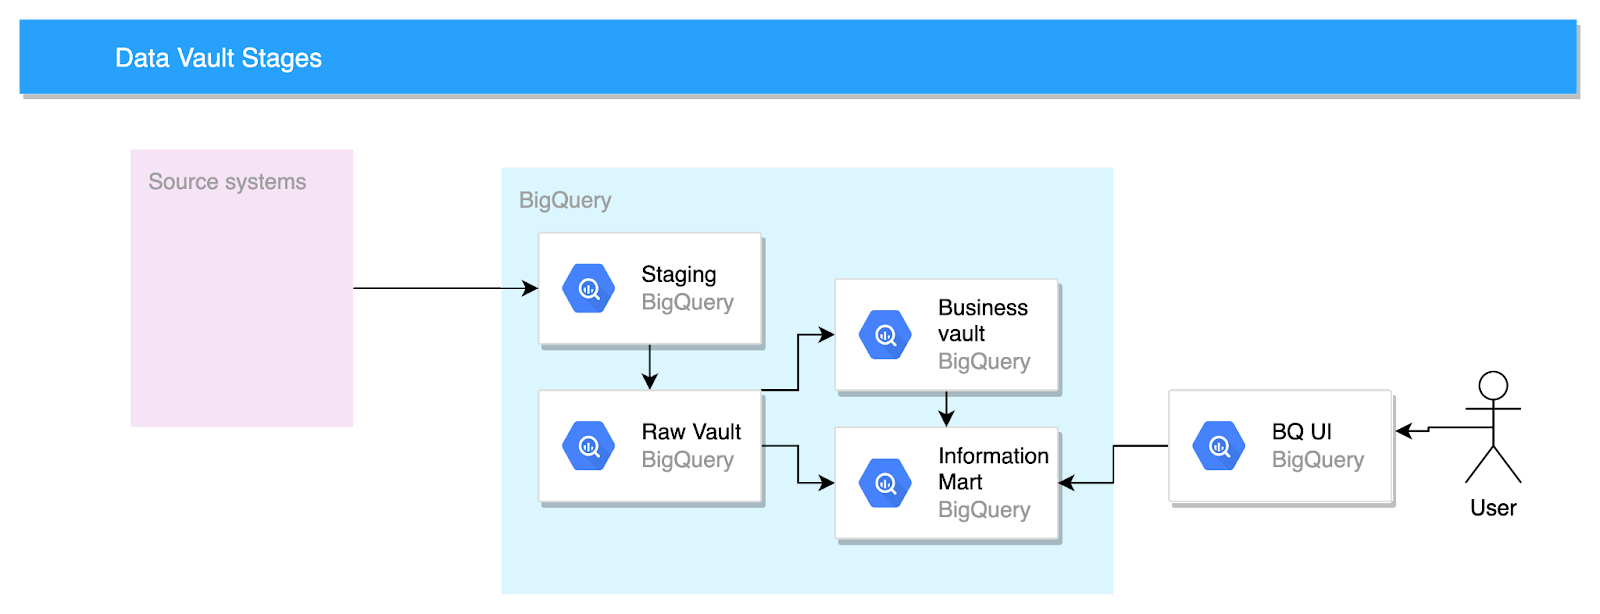 Data Vault Stages
Source systems
BigQuery
Staging
BigQuery
Business
vault
BigQuery
Raw Vault
BigQuery
Information
Mart
BigQuery
BQ UI
BigQuery
User